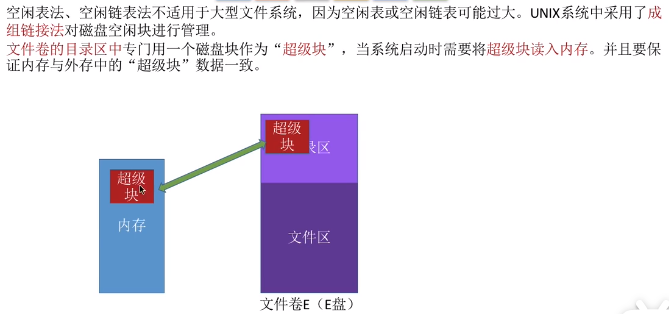 空闲表法、空闲链表法不适用于大型文件系统，因为空闲表或空闲链表可能过大。UNIX系统中采用了成
组链接法对磁盘空闲块进行管理。
文件卷的目录区中专门用一个磁盘块作为“超级块”，当系统启动时需要将超级块读入内存。并且要保
证内存与外存中的“超级块”数据一致。
超级
块
录区
超级
块
内存
文件区
文件卷E（E盘）